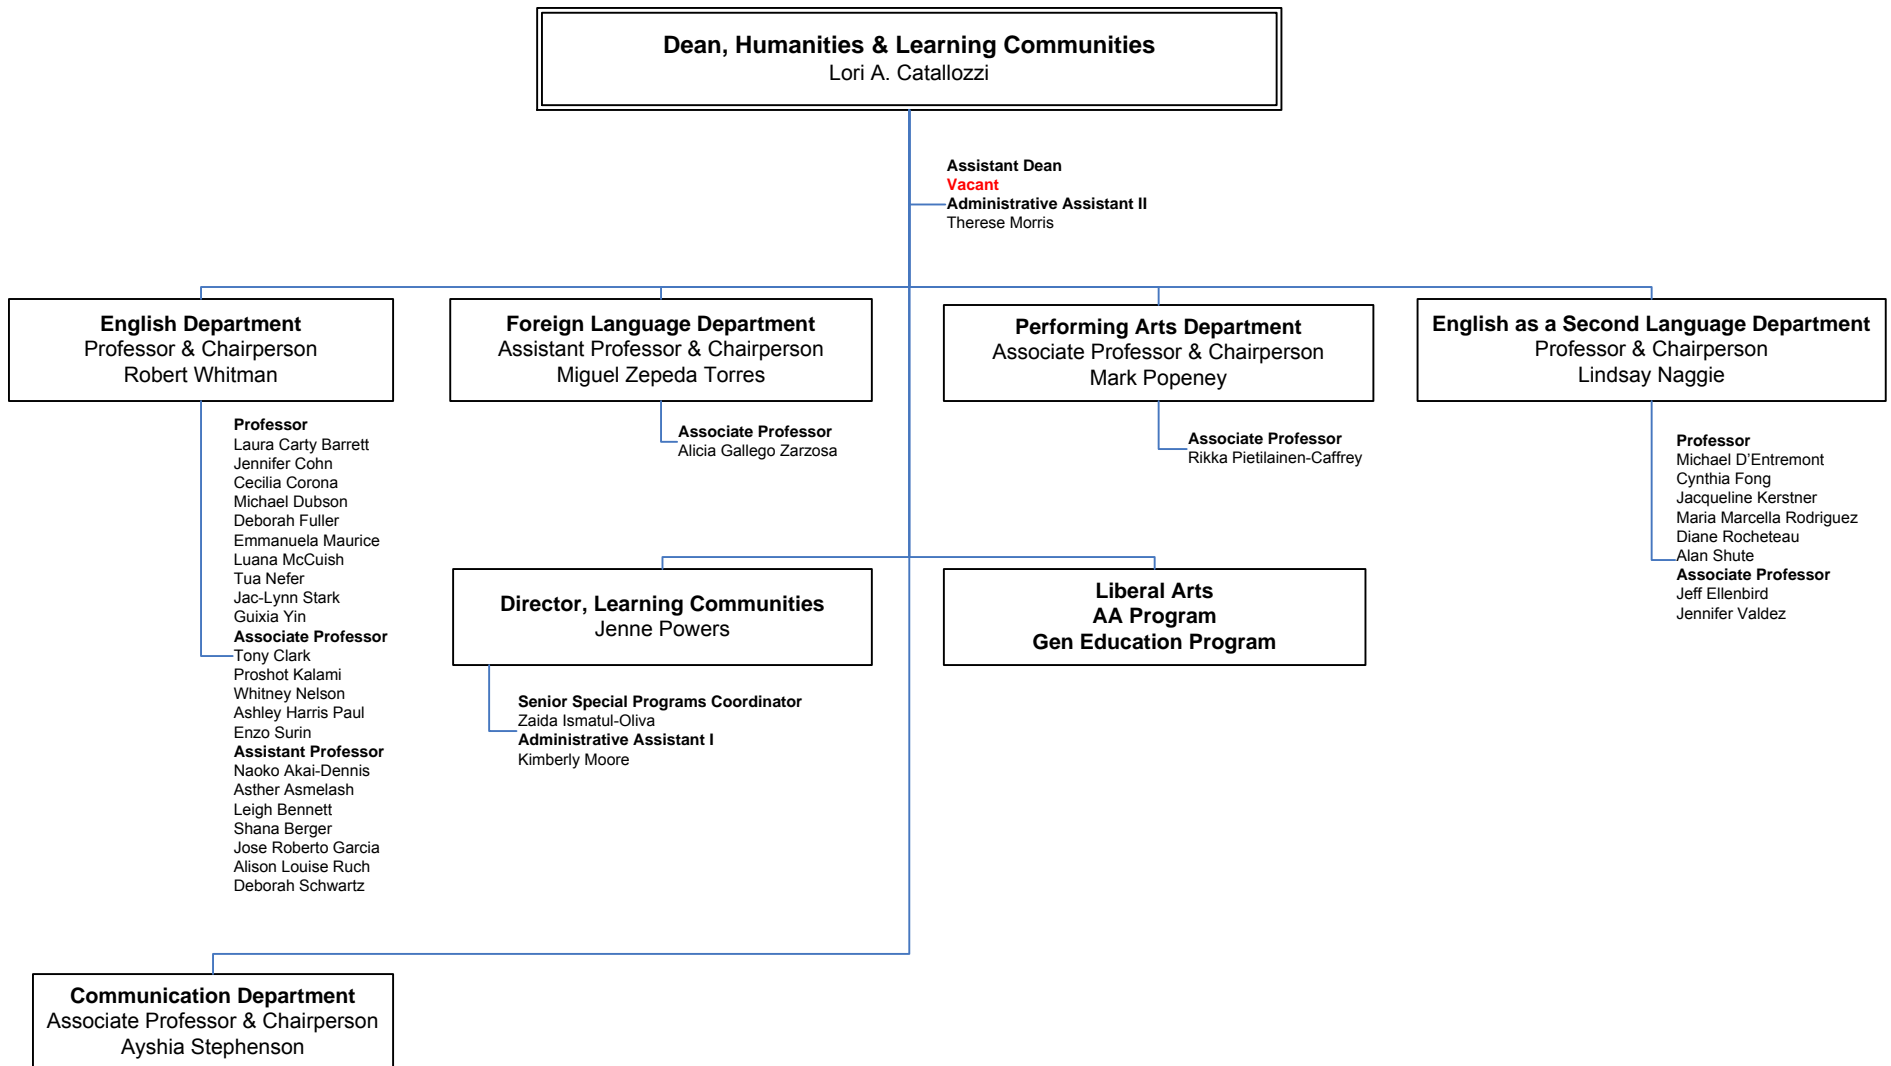 Dean, Humanities & Learning Communities
Lori A. Catallozzi
Assistant Dean
Vacant
Administrative Assistant II
Therese Morris
English Department
Professor & Chairperson
Robert Whitman
Professor
Laura Carty Barrett
Jennifer Cohn
Cecilia Corona
Michael Dubson
Deborah Fuller
Emmanuela Maurice
Luana McCuish
Tua Nefer
Jac-Lynn Stark
Guixia Yin
Associate Professor
Tony Clark
Proshot Kalami
Whitney Nelson
Ashley Harris Paul
Enzo Surin
Assistant Professor
Naoko Akai-Dennis
Asther Asmelash
Leigh Bennett
Shana Berger
Jose Roberto Garcia
Alison Louise Ruch
Deborah Schwartz
Foreign Language Department
Assistant Professor & Chairperson
Miguel Zepeda Torres
Associate Professor
Alicia Gallego Zarzosa
Performing Arts Department
Associate Professor & Chairperson
Mark Popeney
Associate Professor
Rikka Pietilainen-Caffrey
English as a Second Language Department
Professor & Chairperson
Lindsay Naggie
Professor
Michael D’Entremont
Cynthia Fong
Jacqueline Kerstner
Maria Marcella Rodriguez
Diane Rocheteau
Alan Shute
Associate Professor
Jeff Ellenbird
Jennifer Valdez
Director, Learning Communities
Jenne Powers
Senior Special Programs Coordinator
Zaida Ismatul-Oliva
Administrative Assistant I
Kimberly Moore
Liberal Arts
AA Program
Gen Education Program
Communication Department
Associate Professor & Chairperson
Ayshia Stephenson